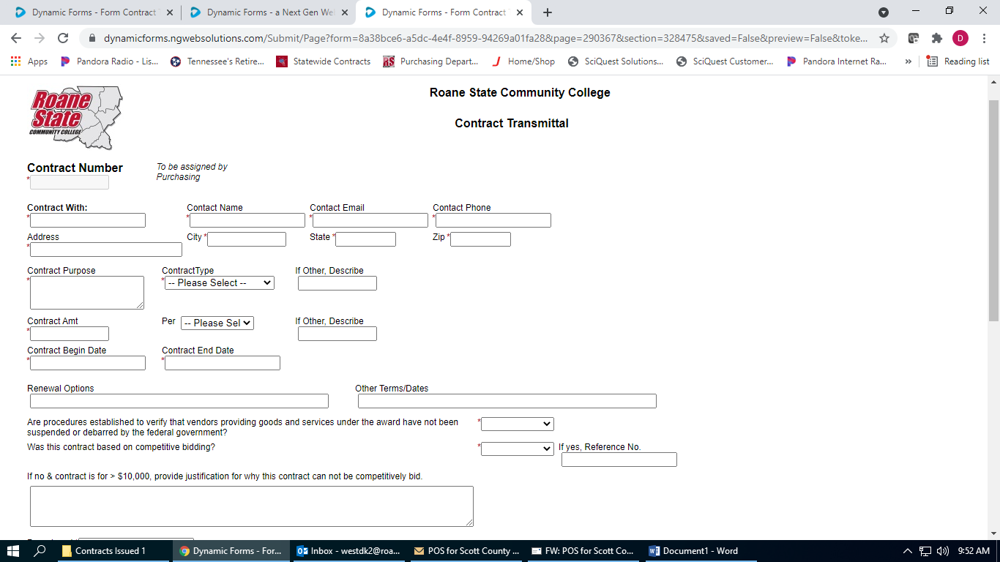 Dynamic Forms - Form Contract
Dynamic Forms - a Next Gen We
Dynamic Forms - Form Contract
dynamicforms.ngwebsolutions.com/Submit/Page?form=8a38bce6-a5dc-4e4f-8959-94269a01fa28&page=290367&section=328475&saved=False&preview=False&toke...
D
Apps
Pandora Radio - Lis...
Tennessee's Retire...
Statewide Contracts
RS
Purchasing Depart...
Home/Shop
SciQuest Solutions...
SciQuest Customer...
Pandora Internet Ra...
»
Reading list
Roane
State
COMMUNITY COLLEGE
Roane State Community College
Contract Transmittal
Contract Number
To be assigned by
Purchasing
*
Contract With:
Contact Name
Contact Email
Contact Phone
* * * *
Address
City *
State *
Zip *
*
Contract Purpose
ContractType
If Other, Describe
*
* -- Please Select --
Contract Amt
Per
-- Please Sel
If Other, Describe
*
Contract Begin Date
Contract End Date
* *
Renewal Options
Other Terms/Dates
Are procedures established to verify that vendors providing goods and services under the award have not been *
suspended or debarred by the federal government?
Was this contract based on competitive bidding? * If yes, Reference No.
If no & contract is for > $10,000, provide justification for why this contract can not be competitively bid.
Contracts Issued 1
Dynamic Forms - For...
Inbox - westdk2@roa...
POS for Scott County ...
FW: POS for Scott Co...
Document1 - Word
9:52 AM